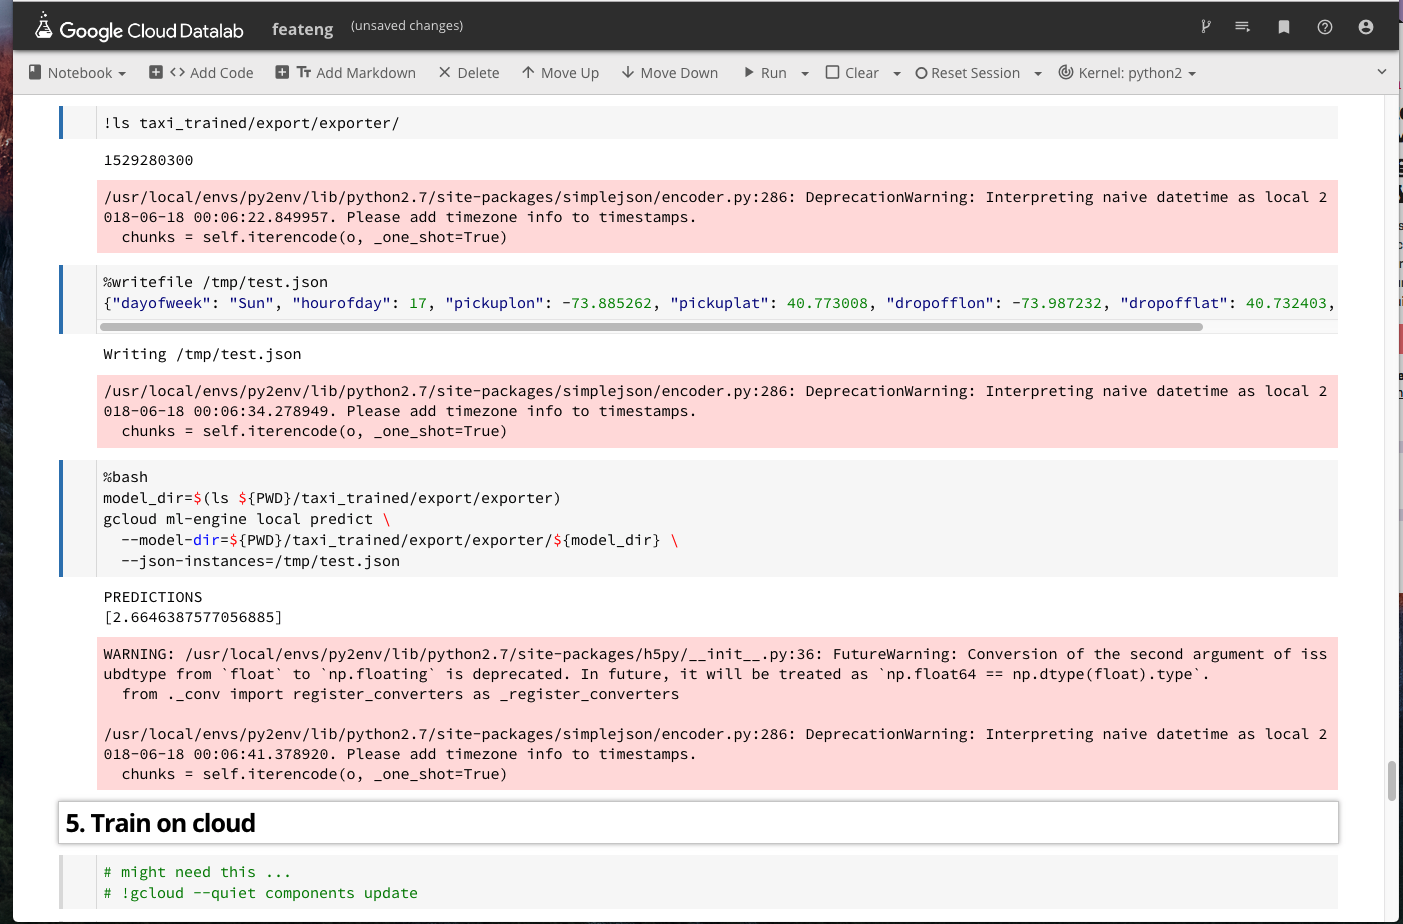 Google Cloud Datalab feateng (unsaved changes)
Notebook Add Code Add Markdown Delete Move Up Move Down Run Clear Reset Session Kernel: python2
!ls taxi_trained/export/exporter/
1529280300
/usr/local/envs/py2env/lib/python2.7/site-packages/simplejson/encoder.py:286: DeprecationWarning: Interpreting naive datetime as local 2
018-06-18 00:06:22.849957. Please add timezone info to timestamps.
  chunks = self.iterencode(o, _one_shot=True)
%writefile /tmp/test.json
{"dayofweek": "Sun", "hourofday": 17, "pickuplon": -73.885262, "pickuplat": 40.773008, "dropofflon": -73.987232, "dropofflat": 40.732403,
Writing /tmp/test.json
/usr/local/envs/py2env/lib/python2.7/site-packages/simplejson/encoder.py:286: DeprecationWarning: Interpreting naive datetime as local 2
018-06-18 00:06:34.278949. Please add timezone info to timestamps.
  chunks = self.iterencode(o, _one_shot=True)
%bash
model_dir=$(ls ${PWD}/taxi_trained/export/exporter)
gcloud ml-engine local predict \
  --model-dir=${PWD}/taxi_trained/export/exporter/${model_dir} \
  --json-instances=/tmp/test.json
PREDICTIONS
[2.6646387577056885]
WARNING: /usr/local/envs/py2env/lib/python2.7/site-packages/h5py/__init__.py:36: FutureWarning: Conversion of the second argument of iss
ubdtype from `float` to `np.floating` is deprecated. In future, it will be treated as `np.float64 == np.dtype(float).type`.
  from ._conv import register_converters as _register_converters
/usr/local/envs/py2env/lib/python2.7/site-packages/simplejson/encoder.py:286: DeprecationWarning: Interpreting naive datetime as local 2
018-06-18 00:06:41.378920. Please add timezone info to timestamps.
  chunks = self.iterencode(o, _one_shot=True)
5. Train on cloud
# might need this ...
# !gcloud --quiet components update